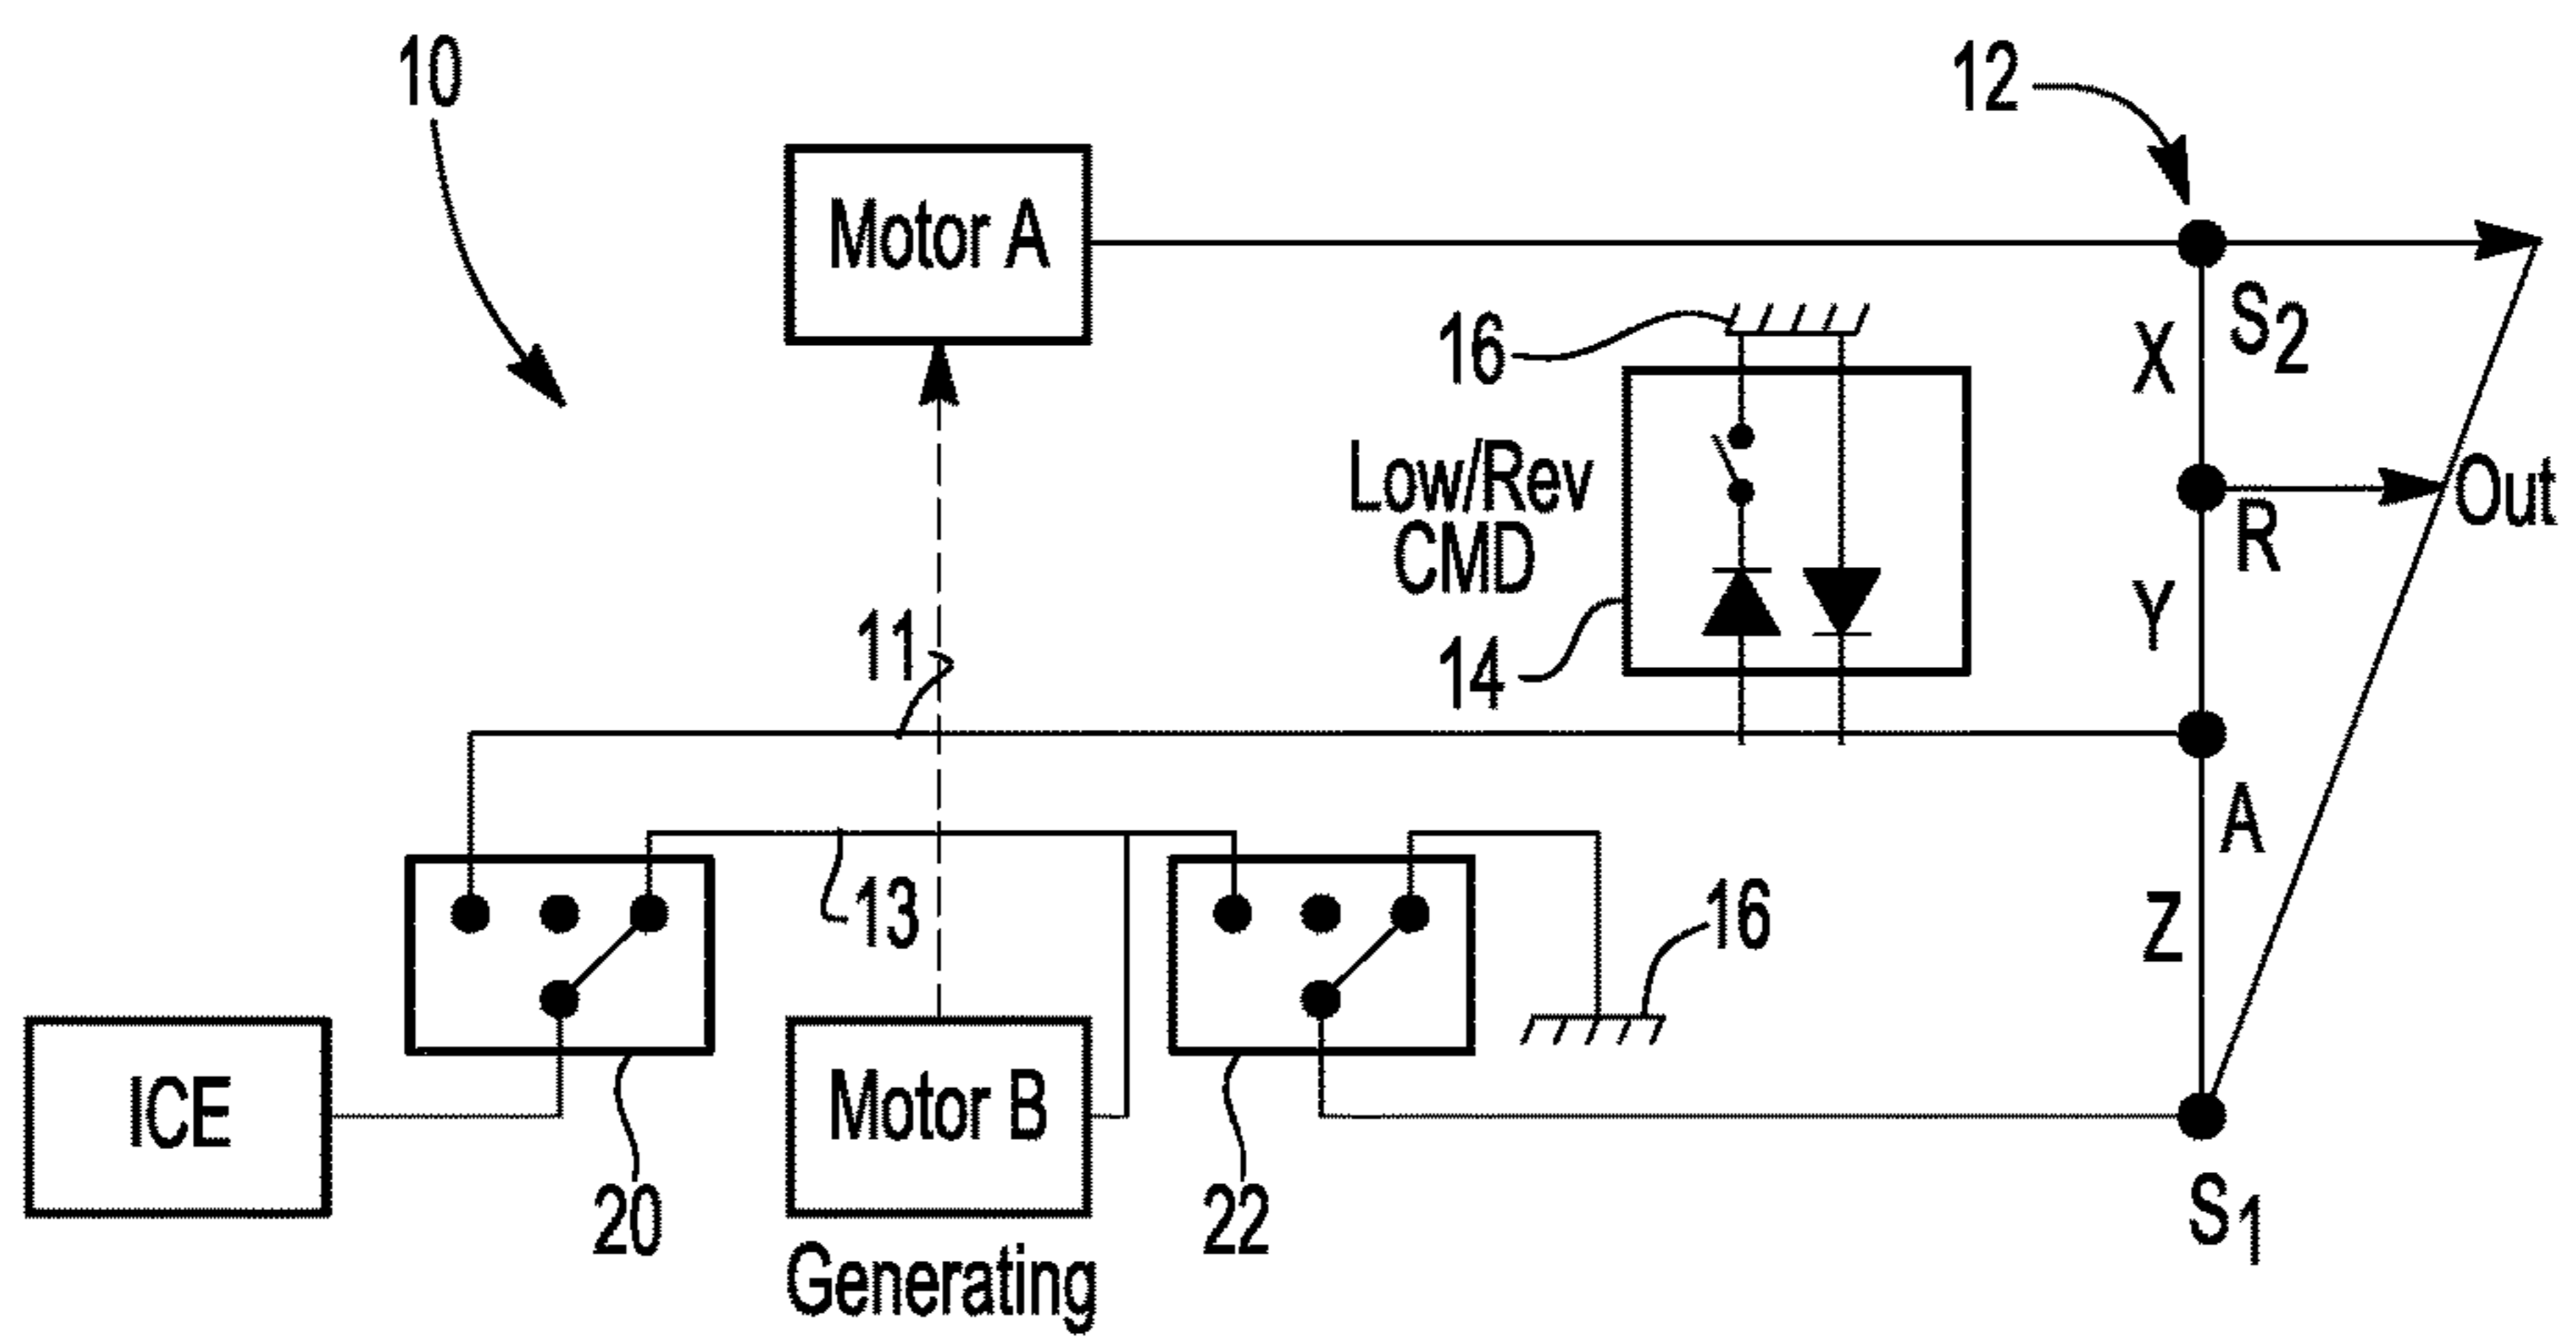 10
12
Motor A
S2
16
X
Low/Rev
CMD
Out
R
11
14
Y
A
13
16
Z
ICE
Motor B
20
22
S1
Generating